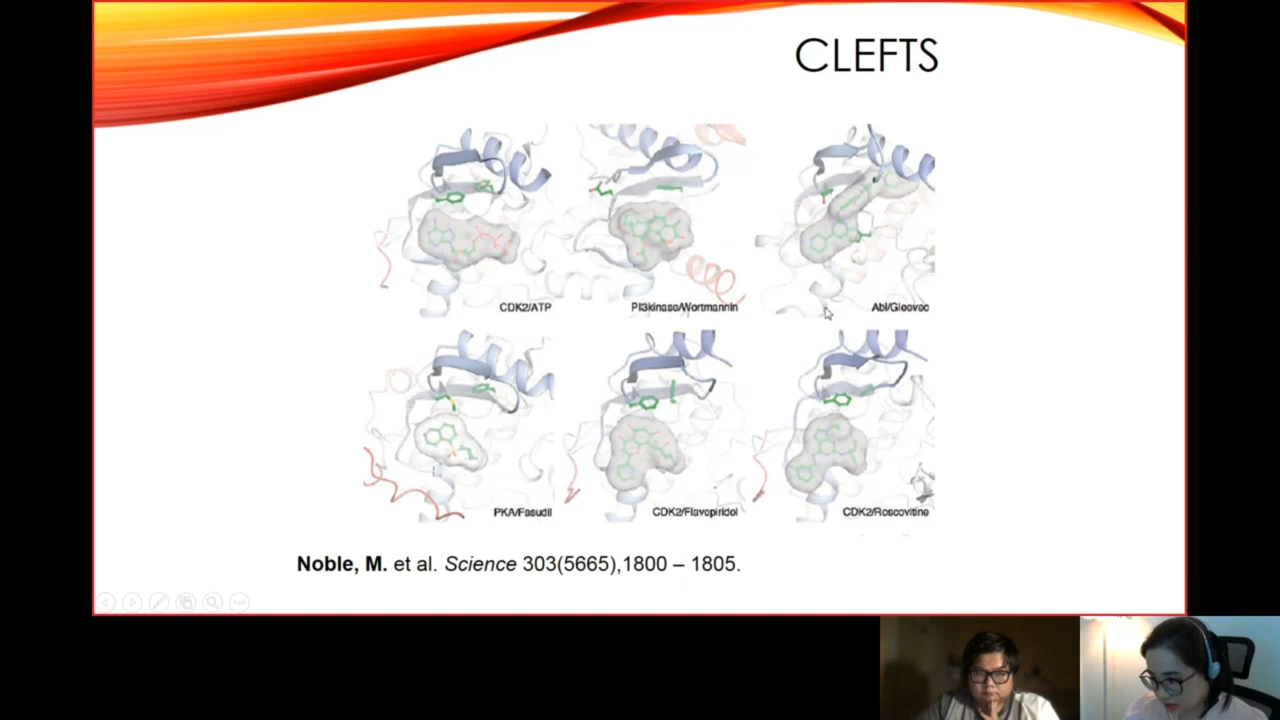 CLEFTS
CDK2/ATP
PI3kinase/Wortmannin
Abl/Gleevec
PKA/Fasudil
CDK2/Flavopiridol
CDK2/Roscovitine
Noble, M. et al. Science 303(5665),1800 – 1805.